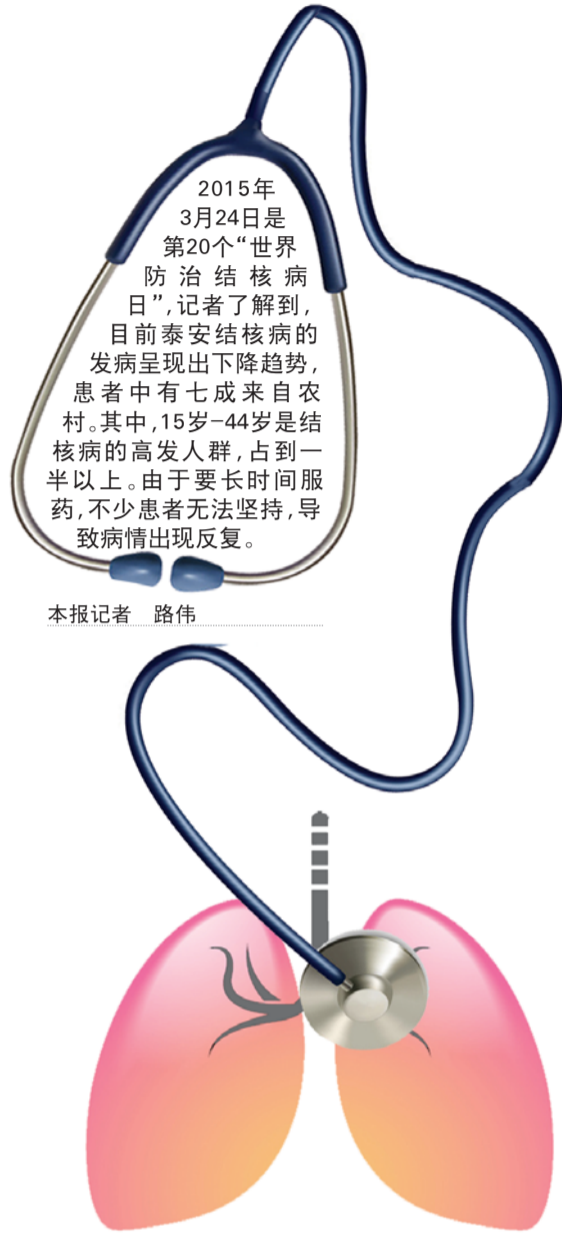 2015年
3月24日是
第20个“世界
防治结核病
日”,记者了解到,
目前泰安结核病的
发病呈现出下降趋势,
患者中有七成来自农
村。其中,15岁-44岁是结
核病的高发人群,占到一
半以上。由于要长时间服
药,不少患者无法坚持,导
致病情出现反复。
本报记者 路伟